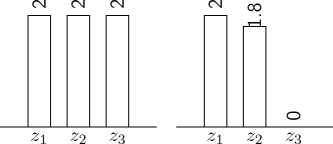 2 2 2 2 1.8 0
z₁ z₂ z₃ z₁ z₂ z₃